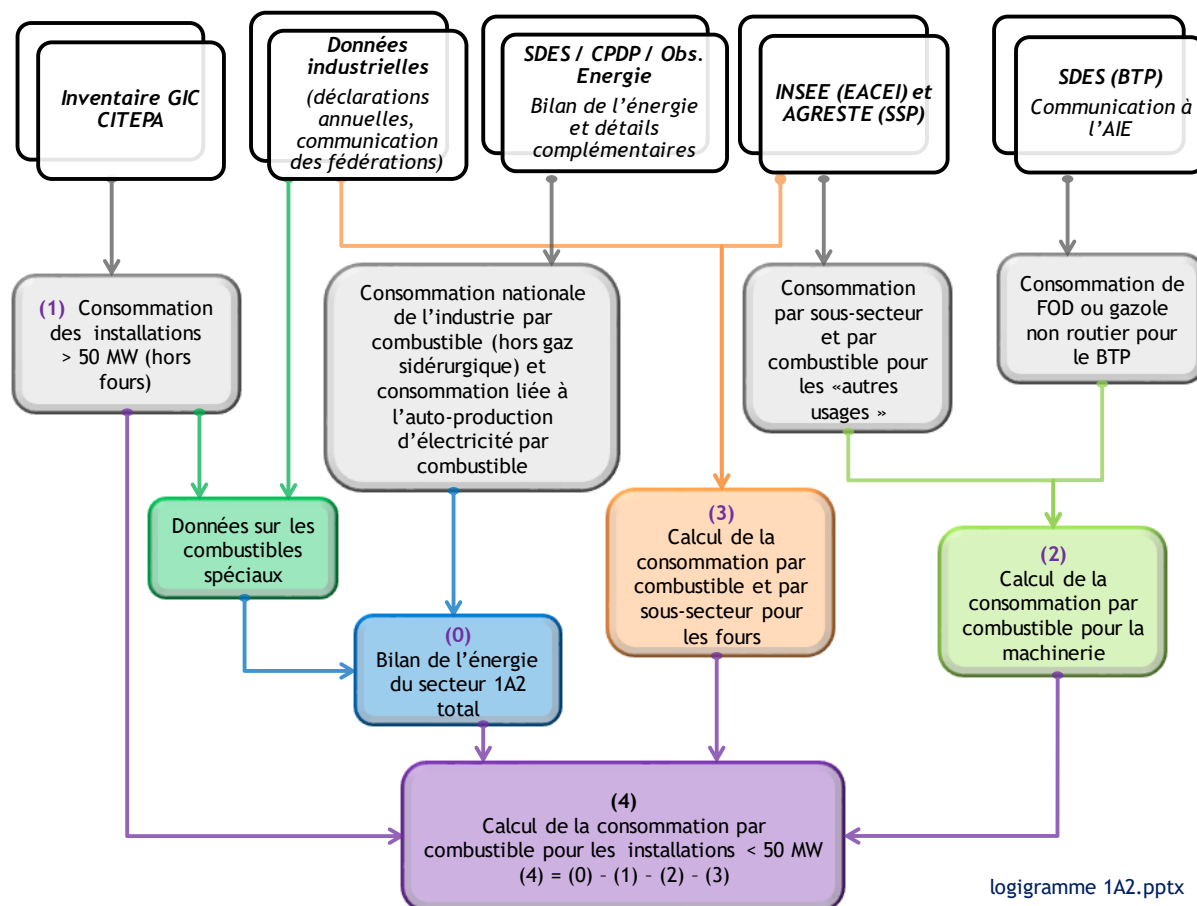 Inventaire GIC
CITEPA
Données
industrielles
(déclarations
annuelles,
communication
des fédérations)
SDES / CPDP / Obs.
Energie
Bilan de l’énergie
et détails
complémentaires
INSEE (EACEI) et
AGRESTE (SSP)
SDES (BTP)
Communication à
l’AIE
(1) Consommation
des installations
> 50 MW (hors
fours)
Consommation nationale
de l’industrie par
combustible (hors gaz
sidérurgique) et
consommation liée à
l’auto-production
d’électricité par
combustible
Consommation
par sous-secteur
et par
combustible pour
les «autres
usages »
Consommation de
FOD ou gazole
non routier pour
le BTP
Données sur les
combustibles
spéciaux
(3)
Calcul de la
consommation par
combustible et par
sous-secteur pour
les fours
(2)
Calcul de la
consommation par
combustible pour la
machinerie
(0)
Bilan de l’énergie
du secteur 1A2
total
(4)
Calcul de la consommation par
combustible pour les installations < 50 MW
(4) = (0) – (1) – (2) – (3)
logigramme 1A2.pptx